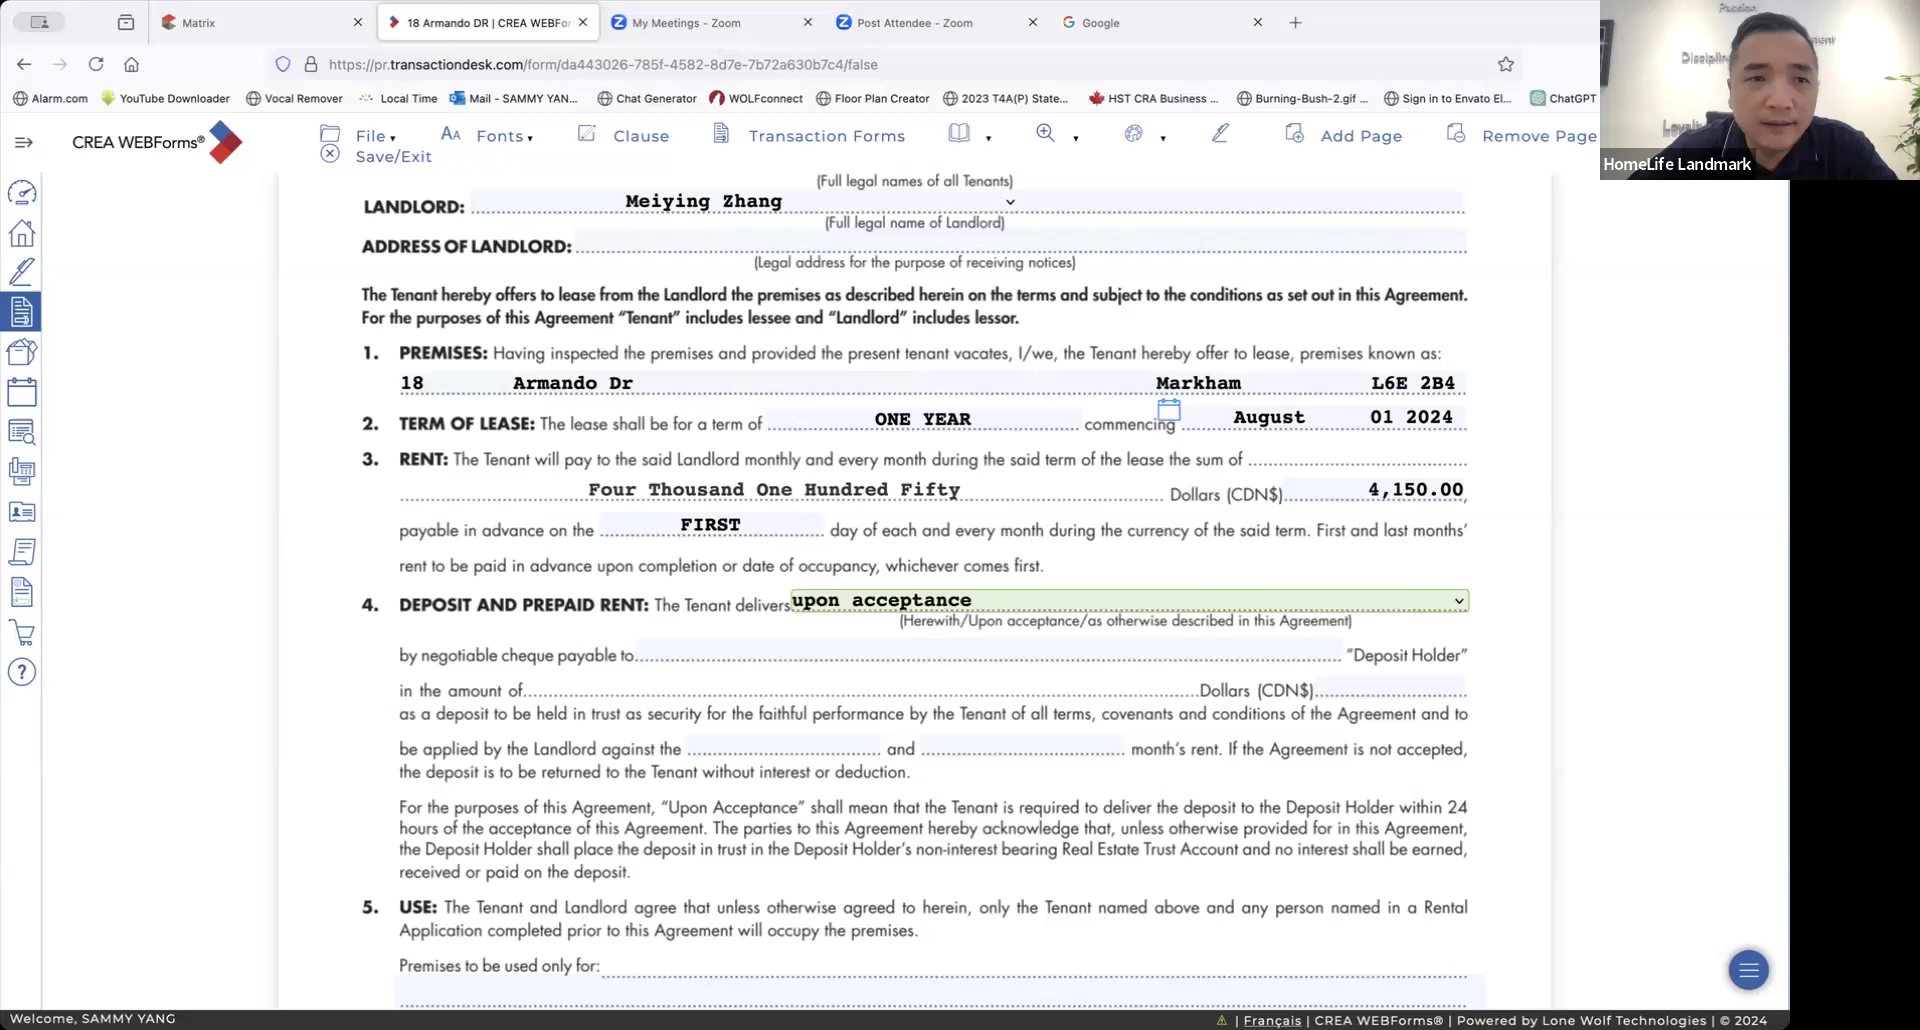 Matrix
18 Armando DR | CREA WEBFor
My Meetings - Zoom
Post Attendee - Zoom
Google
https://pr.transactiondesk.com/form/da443026-785f-4582-8d7e-7b72a630b7c4/false
Alarm.com
YouTube Downloader
Vocal Remover
Local Time
Mail - SAMMY YAN...
Chat Generator
WOLFconnect
Floor Plan Creator
2023 T4A(P) State...
HST CRA Business ...
Burning-Bush-2.gif ...
Sign in to Envato El...
ChatGPT
CREA WEBForms®
File
Fonts
Clause
Transaction Forms
Add Page
Remove Page
Save/Exit
HomeLife Landmark
(Full legal names of all Tenants)
LANDLORD: Meiying Zhang
(Full legal name of Landlord)
ADDRESS OF LANDLORD:
(Legal address for the purpose of receiving notices)
The Tenant hereby offers to lease from the Landlord the premises as described herein on the terms and subject to the conditions as set out in this Agreement.
For the purposes of this Agreement “Tenant” includes lessee and “Landlord” includes lessor.
1. PREMISES: Having inspected the premises and provided the present tenant vacates, I/we, the Tenant hereby offer to lease, premises known as:
18 Armando Dr Markham L6E 2B4
2. TERM OF LEASE: The lease shall be for a term of ONE YEAR commencing August 01 2024
3. RENT: The Tenant will pay to the said Landlord monthly and every month during the said term of the lease the sum of
Four Thousand One Hundred Fifty Dollars (CDN$) 4,150.00,
payable in advance on the FIRST day of each and every month during the currency of the said term. First and last months’
rent to be paid in advance upon completion or date of occupancy, whichever comes first.
4. DEPOSIT AND PREPAID RENT: The Tenant delivers upon acceptance
(Herewith/Upon acceptance/as otherwise described in this Agreement)
by negotiable cheque payable to “Deposit Holder”
in the amount of Dollars (CDN$)
as a deposit to be held in trust as security for the faithful performance by the Tenant of all terms, covenants and conditions of the Agreement and to
be applied by the Landlord against the and month’s rent. If the Agreement is not accepted,
the deposit is to be returned to the Tenant without interest or deduction.
For the purposes of this Agreement, “Upon Acceptance” shall mean that the Tenant is required to deliver the deposit to the Deposit Holder within 24
hours of the acceptance of this Agreement. The parties to this Agreement hereby acknowledge that, unless otherwise provided for in this Agreement,
the Deposit Holder shall place the deposit in trust in the Deposit Holder’s non-interest bearing Real Estate Trust Account and no interest shall be earned,
received or paid on the deposit.
5. USE: The Tenant and Landlord agree that unless otherwise agreed to herein, only the Tenant named above and any person named in a Rental
Application completed prior to this Agreement will occupy the premises.
Premises to be used only for:
Welcome, SAMMY YANG
| Français | CREA WEBForms® | Powered by Lone Wolf Technologies | © 2024